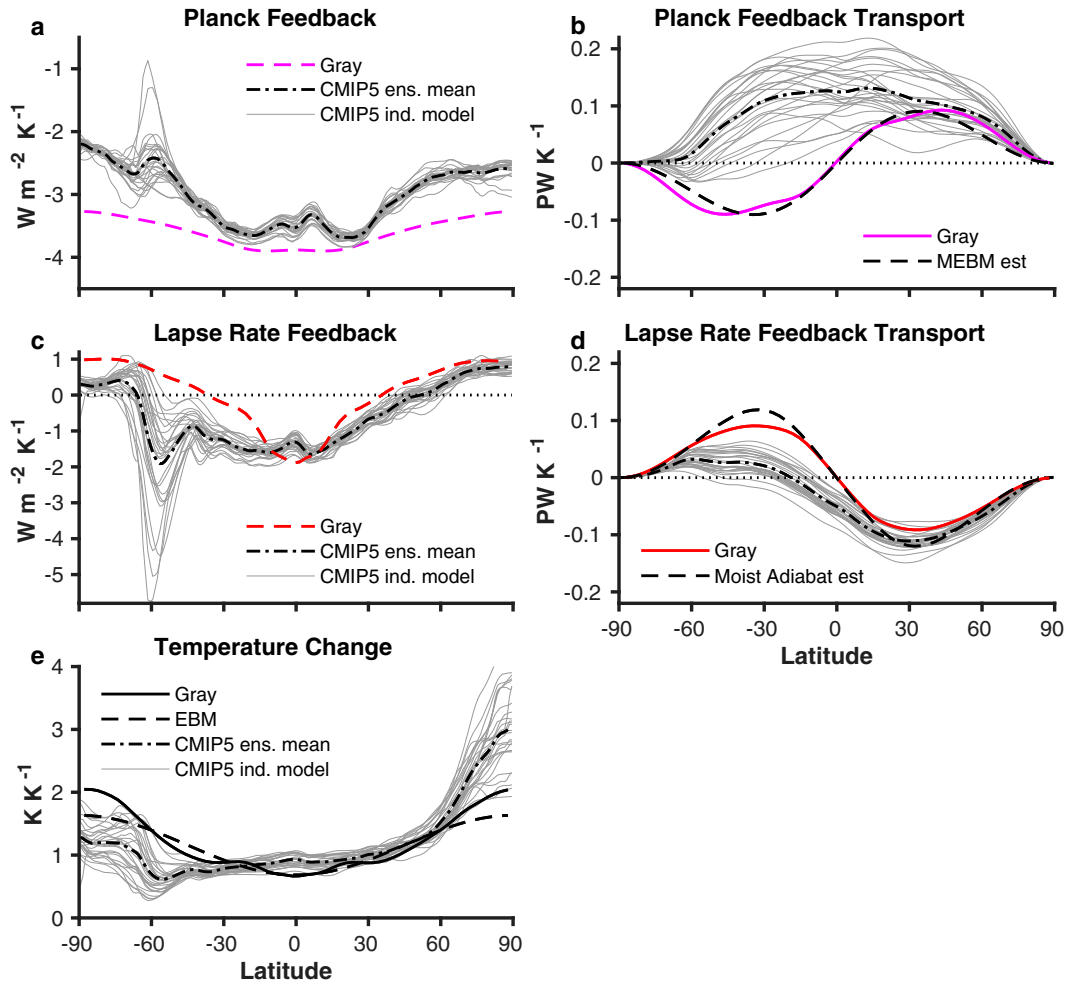 a Planck Feedback
-1
-2
-3
-4
W m⁻² K⁻¹
Gray
CMIP5 ens. mean
CMIP5 ind. model
b Planck Feedback Transport
0.2
0.1
0
-0.1
-0.2
PW K⁻¹
Gray
MEBM est
c Lapse Rate Feedback
1
0
-1
-2
-3
-4
-5
W m⁻² K⁻¹
Gray
CMIP5 ens. mean
CMIP5 ind. model
d Lapse Rate Feedback Transport
0.2
0.1
0
-0.1
-0.2
PW K⁻¹
Gray
Moist Adiabat est
-90 -60 -30 0 30 60 90
Latitude
e Temperature Change
4
3
2
1
0
K K⁻¹
Gray
EBM
CMIP5 ens. mean
CMIP5 ind. model
-90 -60 -30 0 30 60 90
Latitude